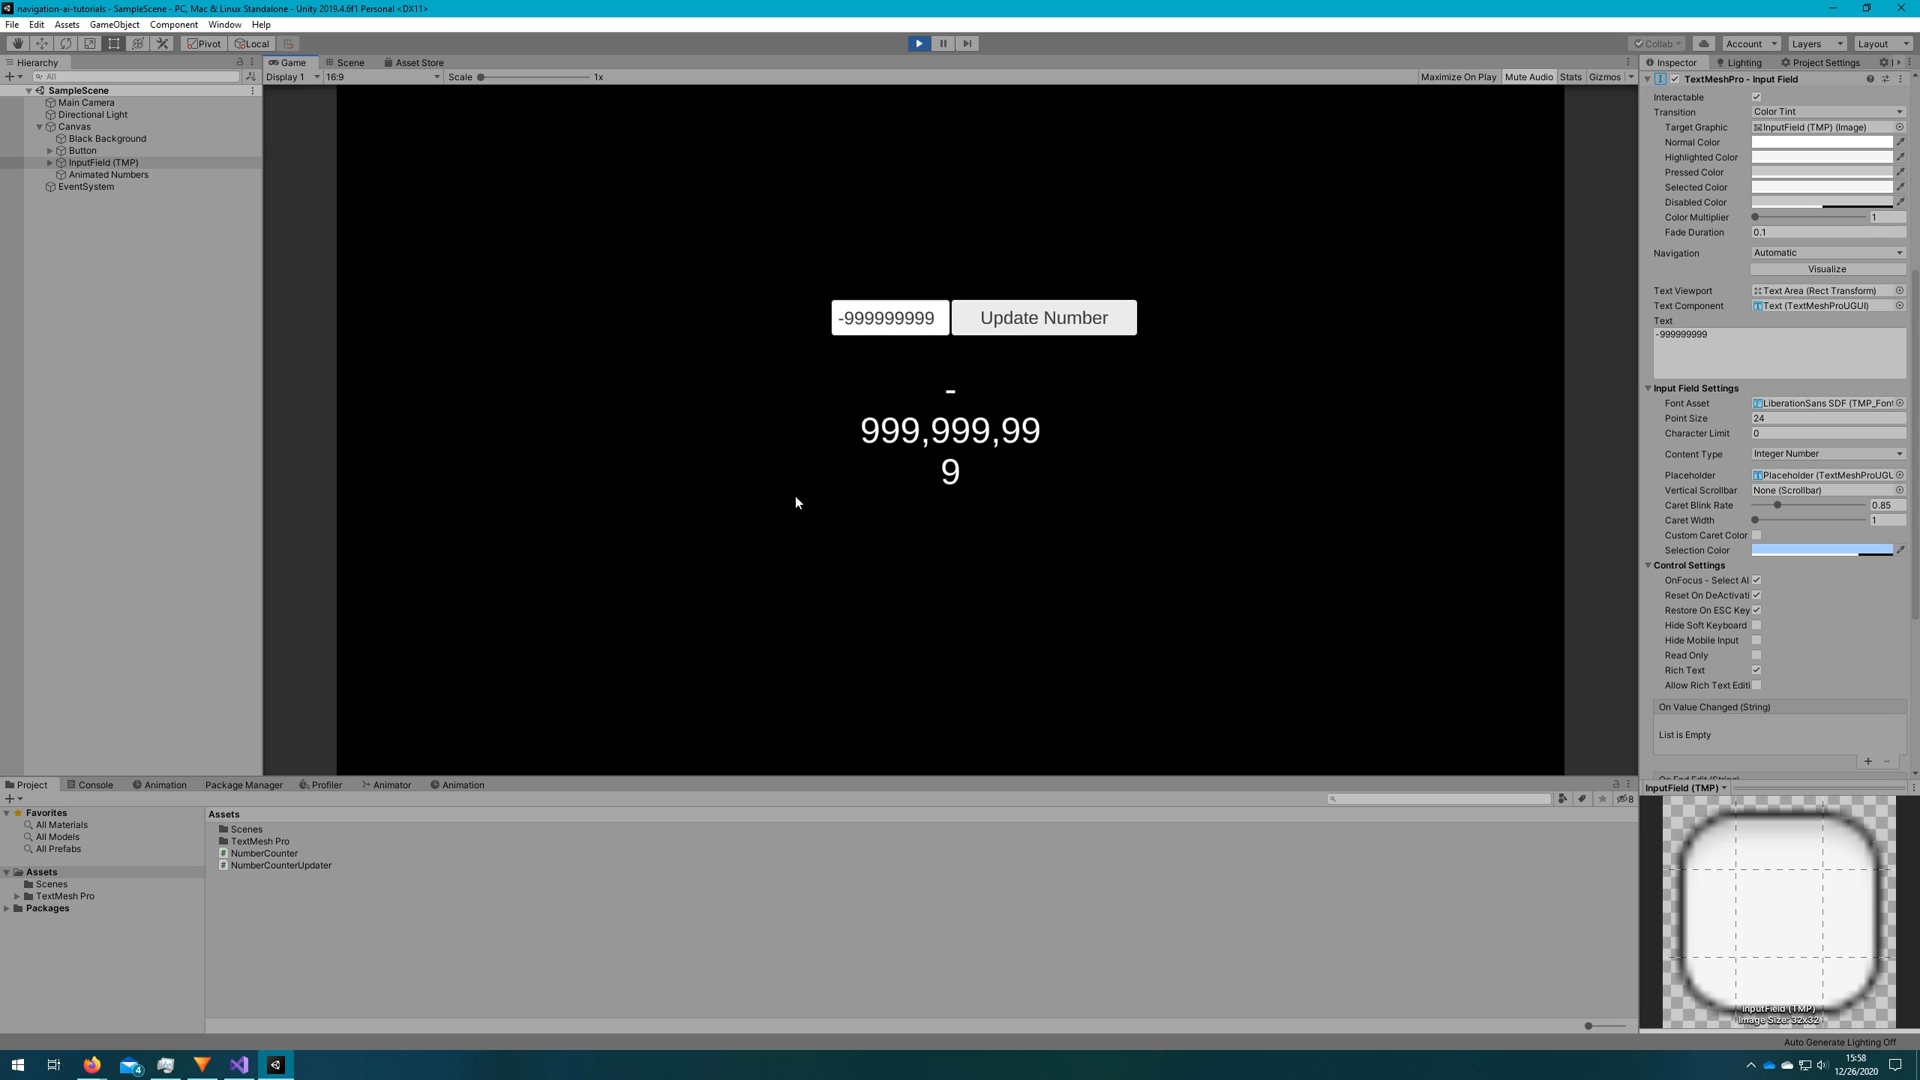 navigation-ai-tutorials - SampleScene - PC, Mac & Linux Standalone - Unity 2019.4.6f1 Personal <DX11>
File Edit Assets GameObject Component Window Help
Pivot Local Collab Account Layers Layout
Hierarchy
All
SampleScene
Main Camera
Directional Light
Canvas
Black Background
Button
InputField (TMP)
Animated Numbers
EventSystem
Game Scene Asset Store
Display 1 16:9 Scale 1x Maximize On Play Mute Audio Stats Gizmos
-999999999 Update Number
-
999,999,99
9
Inspector Lighting Project Settings
TextMeshPro - Input Field
Interactable
Transition Color Tint
Target Graphic InputField (TMP) (Image)
Normal Color
Highlighted Color
Pressed Color
Selected Color
Disabled Color
Color Multiplier 1
Fade Duration 0.1
Navigation Automatic
Visualize
Text Viewport Text Area (Rect Transform)
Text Component Text (TextMeshProUGUI)
Text
-999999999
Input Field Settings
Font Asset LiberationSans SDF (TMP_Font
Point Size 24
Character Limit 0
Content Type Integer Number
Placeholder Placeholder (TextMeshProUGU
Vertical Scrollbar None (Scrollbar)
Caret Blink Rate 0.85
Caret Width 1
Custom Caret Color
Selection Color
Control Settings
OnFocus - Select Al
Reset On DeActivati
Restore On ESC Key
Hide Soft Keyboard
Hide Mobile Input
Read Only
Rich Text
Allow Rich Text Editi
On Value Changed (String)
List is Empty
+ -
On End Edit (String)
InputField (TMP)
InputField (TMP)
Image Size: 32x32
Project Console Animation Package Manager Profiler Animator Animation
8
Favorites
All Materials
All Models
All Prefabs
Assets
Scenes
TextMesh Pro
Packages
Assets
Scenes
TextMesh Pro
NumberCounter
NumberCounterUpdater
Auto Generate Lighting Off
4
15:58
12/26/2020